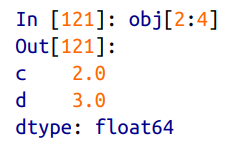 In [121]: obj[2:4]
Out[121]:
c    2.0
d    3.0
dtype: float64